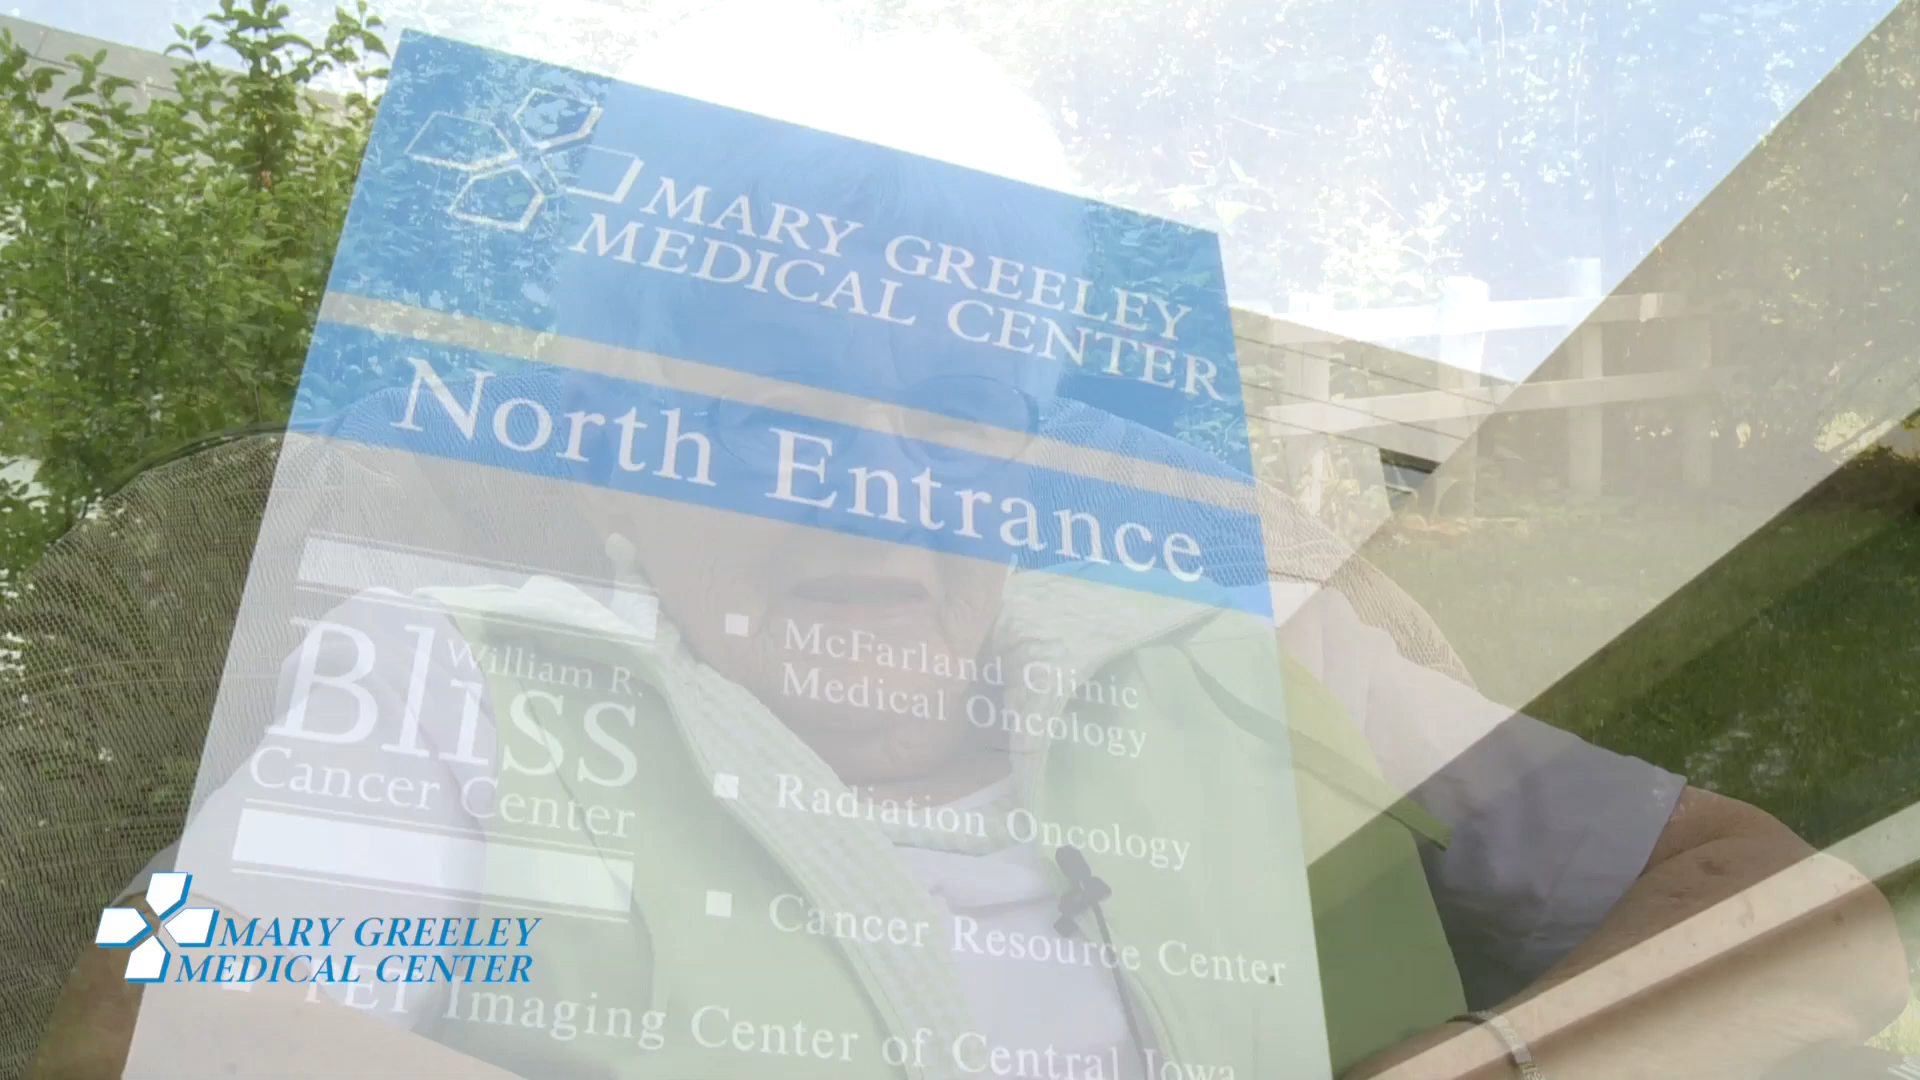 MARY GREELEY
MEDICAL CENTER
North Entrance
William R.
Bliss
Cancer Center
McFarland Clinic
Medical Oncology
Radiation Oncology
Cancer Resource Center
PET Imaging Center of Central Iowa
MARY GREELEY
MEDICAL CENTER